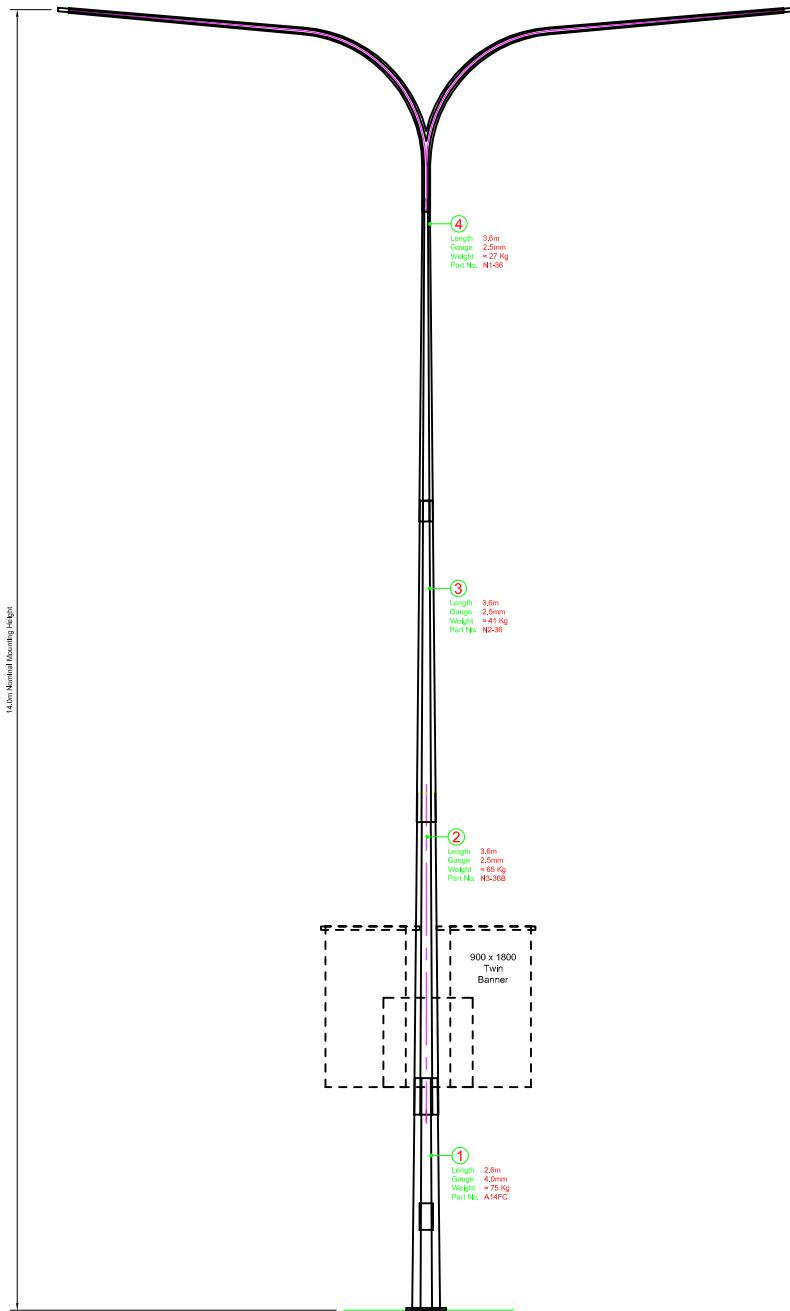 4
Length 3.6m
Gauge 2.5mm
Weight ≈ 27 Kg
Part No. N1-36
3
Length 3.6m
Gauge 2.5mm
Weight ≈ 41 Kg
Part No. N2-36
14.0m Nominal Mounting Height
2
Length 3.6m
Gauge 2.5mm
Weight ≈ 65 Kg
Part No. N3-36B
900 x 1800
Twin
Banner
1
Length 2.6m
Gauge 4.0mm
Weight ≈ 75 Kg
Part No. A14FC